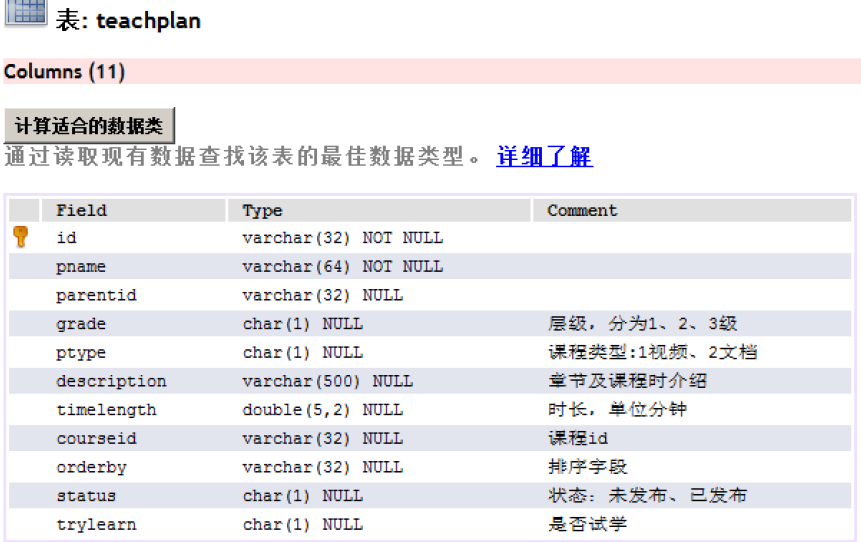 表: teachplan
Columns (11)
计算适合的数据类
通过读取现有数据查找该表的最佳数据类型。 详细了解
Field Type Comment
id varchar(32) NOT NULL
pname varchar(64) NOT NULL
parentid varchar(32) NULL
grade char(1) NULL 层级，分为1、2、3级
ptype char(1) NULL 课程类型:1视频、2文档
description varchar(500) NULL 章节及课程时介绍
timelength double(5,2) NULL 时长，单位分钟
courseid varchar(32) NULL 课程id
orderby varchar(32) NULL 排序字段
status char(1) NULL 状态：未发布、已发布
trylearn char(1) NULL 是否试学